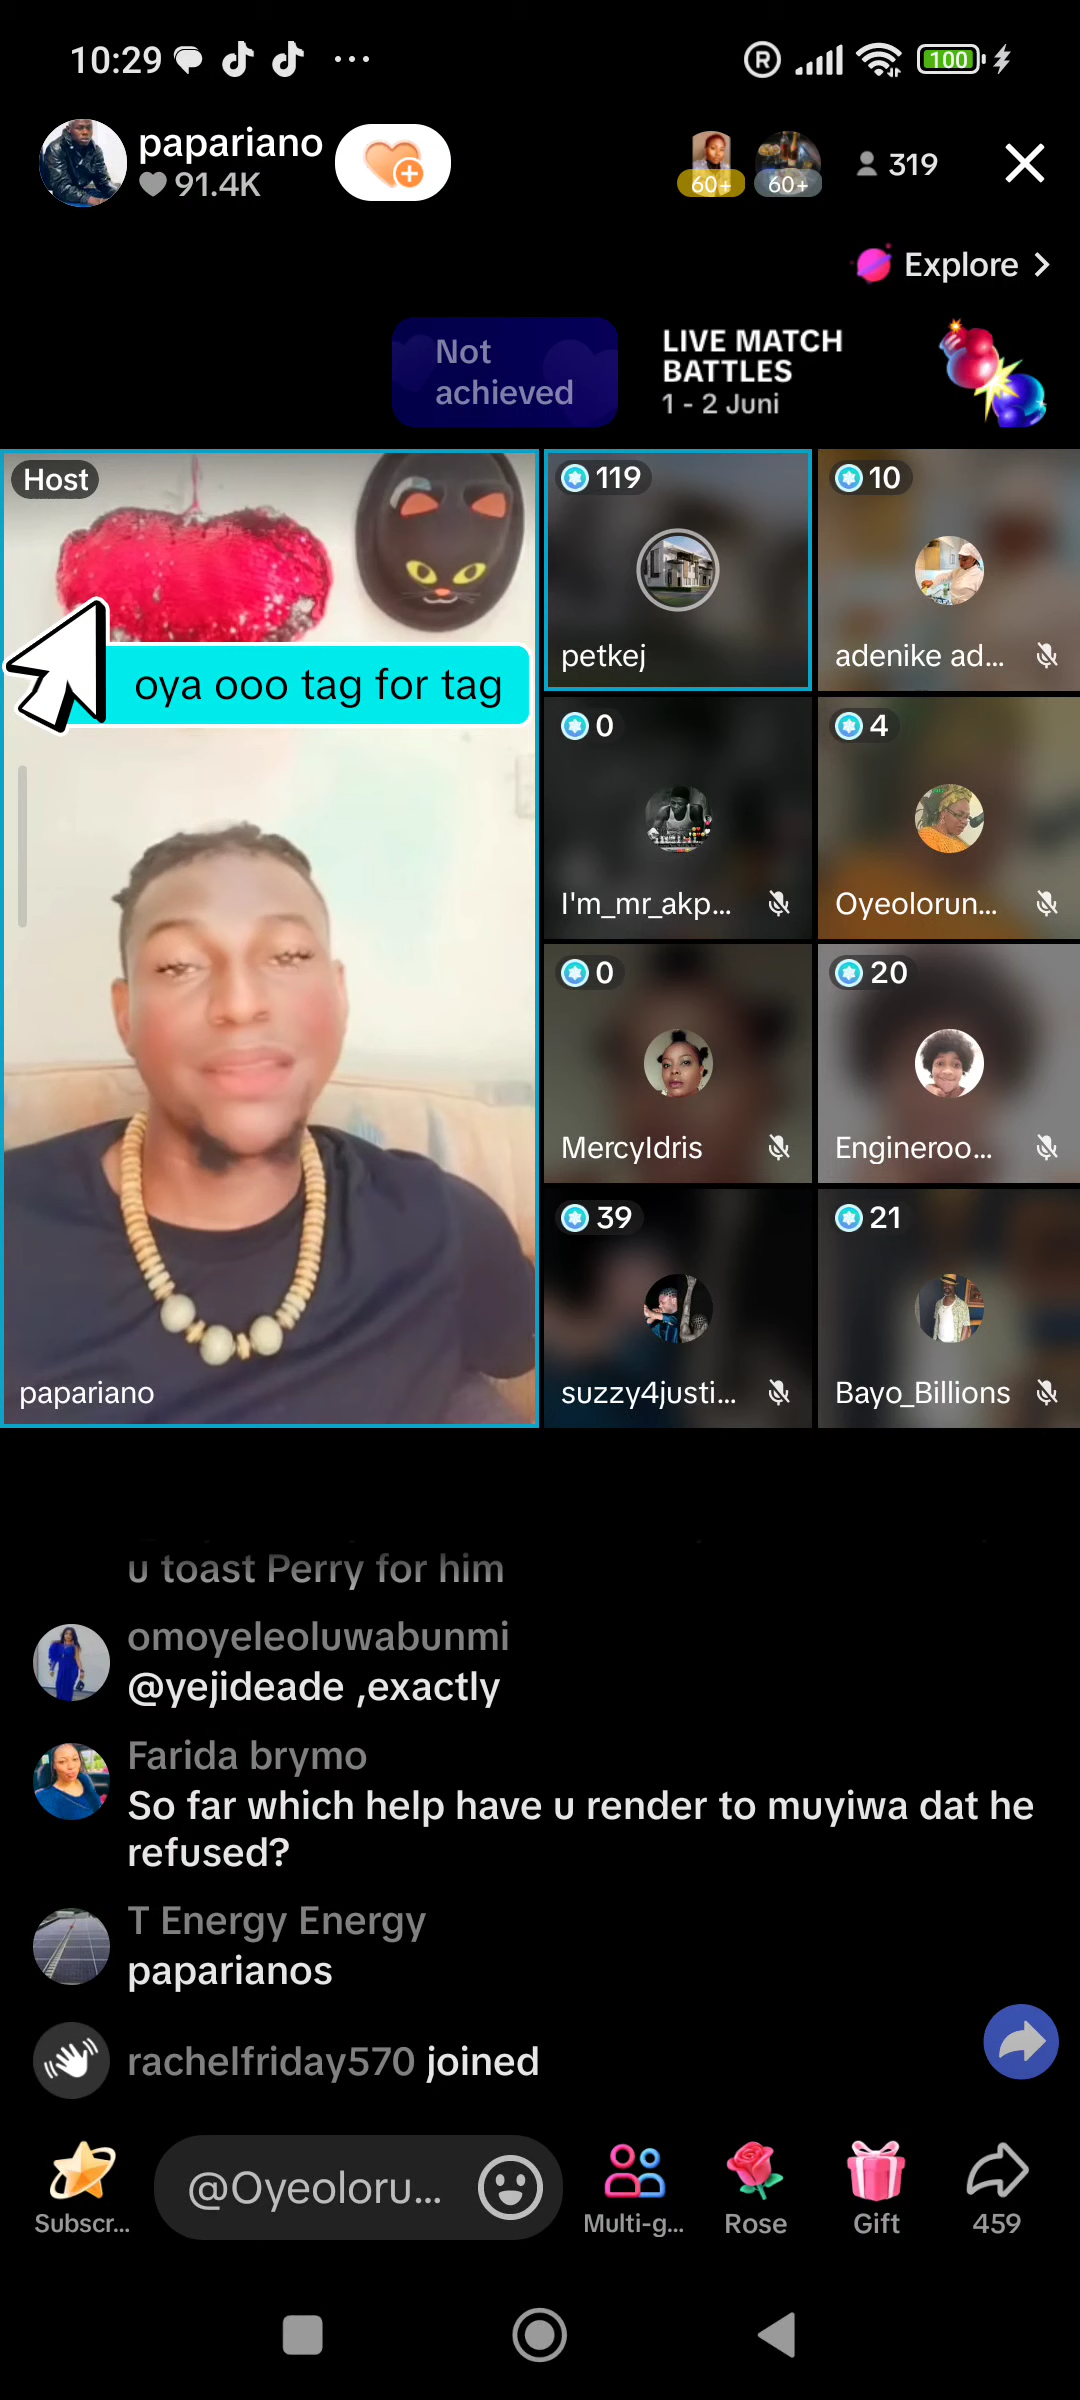 10:29
R
100
papariano
91.4K
60+
60+
319
Explore
Not
achieved
LIVE MATCH
BATTLES
1 - 2 Juni
Host
oya ooo tag for tag
papariano
119
petkej
10
adenike ad...
0
I'm_mr_akp...
4
Oyeolorun...
0
MercyIdris
20
Engineroo...
39
suzzy4justi...
21
Bayo_Billions
u toast Perry for him
omoyeleoluwabunmi
@yejideade ,exactly
Farida brymo
So far which help have u render to muyiwa dat he
refused?
T Energy Energy
paparianos
rachelfriday570 joined
Subscr...
@Oyeoloru...
Multi-g...
Rose
Gift
459